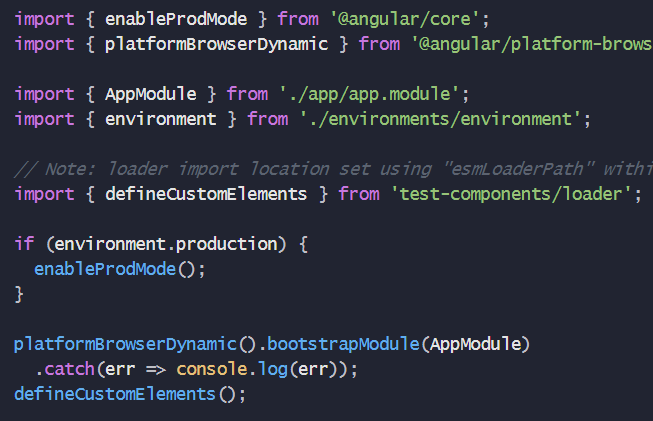 import { enableProdMode } from '@angular/core';
import { platformBrowserDynamic } from '@angular/platform-brows
import { AppModule } from './app/app.module';
import { environment } from './environments/environment';
// Note: loader import location set using "esmLoaderPath" withi
import { defineCustomElements } from 'test-components/loader';
if (environment.production) {
  enableProdMode();
}
platformBrowserDynamic().bootstrapModule(AppModule)
  .catch(err => console.log(err));
defineCustomElements();